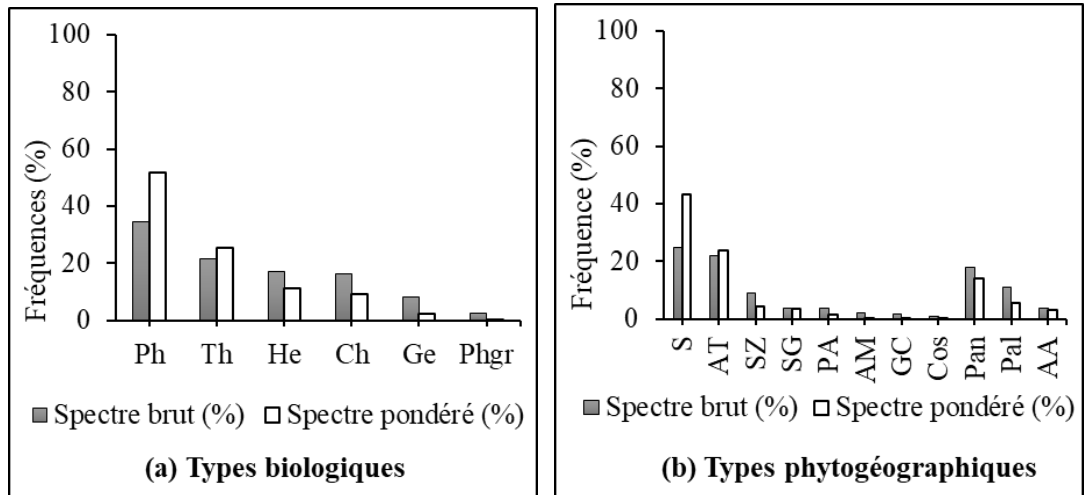 Fréquences (%)
100
80
60
40
20
0
Ph Th He Ch Ge Phgr
Spectre brut (%) Spectre pondéré (%)
(a) Types biologiques
Fréquence (%)
100
80
60
40
20
0
S AT SZ SG PA AM GC Cos Pan Pal AA
Spectre brut (%) Spectre pondéré (%)
(b) Types phytogéographiques